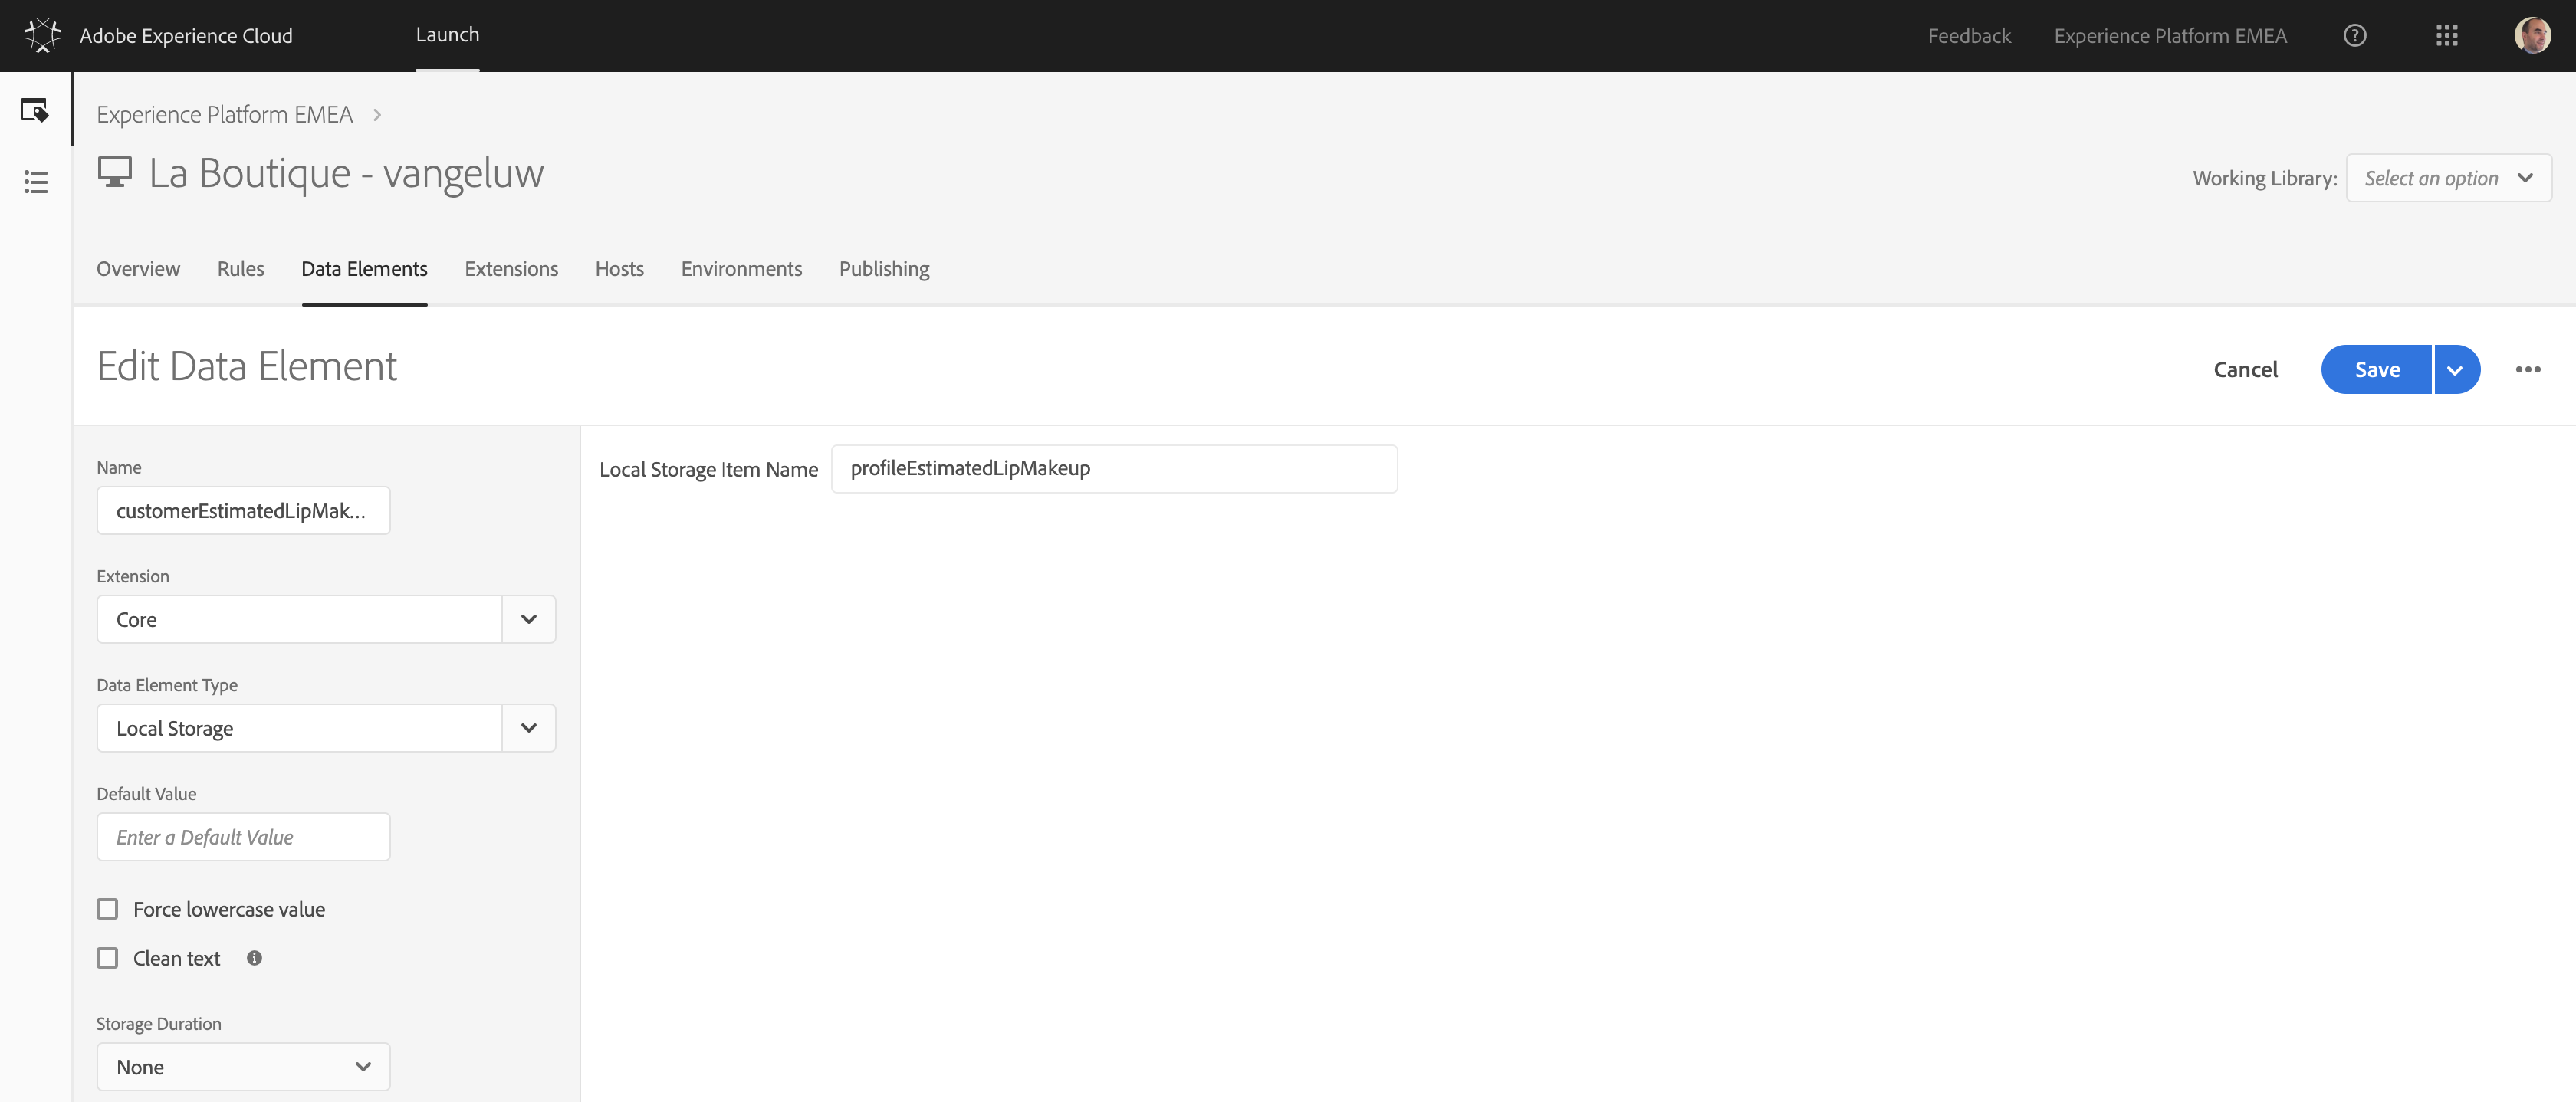 Adobe Experience Cloud
Launch
Feedback
Experience Platform EMEA
Experience Platform EMEA
La Boutique - vangeluw
Working Library:
Select an option
Overview
Rules
Data Elements
Extensions
Hosts
Environments
Publishing
Edit Data Element
Cancel
Save
Name
customerEstimatedLipMak...
Extension
Core
Data Element Type
Local Storage
Default Value
Enter a Default Value
Force lowercase value
Clean text
Storage Duration
None
Local Storage Item Name
profileEstimatedLipMakeup